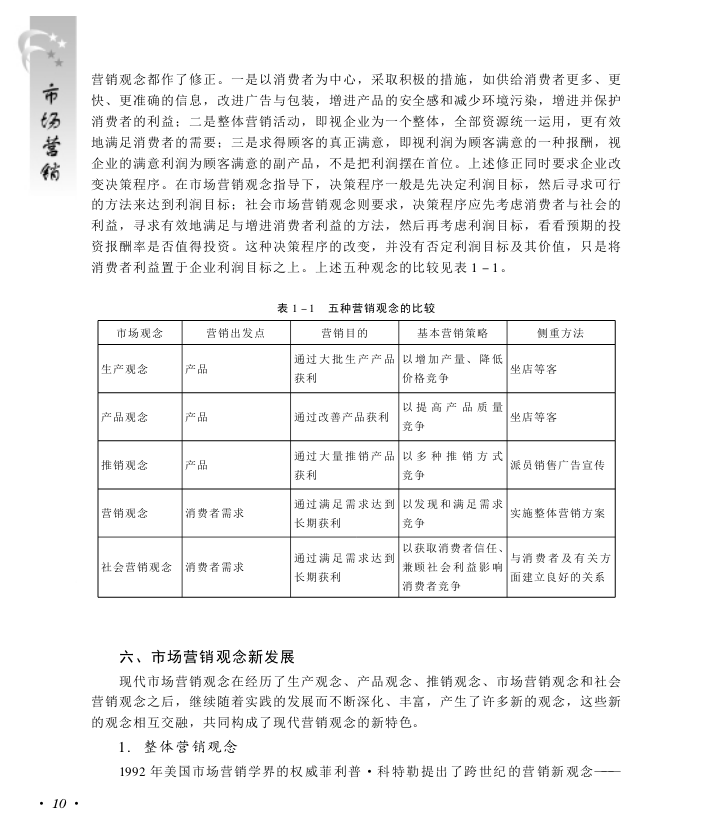 市场营销
营销观念都作了修正。一是以消费者为中心，采取积极的措施，如供给消费者更多、更
快、更准确的信息，改进广告与包装，增进产品的安全感和减少环境污染，增进并保护
消费者的利益；二是整体营销活动，即视企业为一个整体，全部资源统一运用，更有效
地满足消费者的需要；三是求得顾客的真正满意，即视利润为顾客满意的一种报酬，视
企业的满意利润为顾客满意的副产品，不是把利润摆在首位。上述修正同时要求企业改
变决策程序。在市场营销观念指导下，决策程序一般是先决定利润目标，然后寻求可行
的方法来达到利润目标；社会市场营销观念则要求，决策程序应先考虑消费者与社会的
利益，寻求有效地满足与增进消费者利益的方法，然后再考虑利润目标，看看预期的投
资报酬率是否值得投资。这种决策程序的改变，并没有否定利润目标及其价值，只是将
消费者利益置于企业利润目标之上。上述五种观念的比较见表 1－1。
表 1－1　五种营销观念的比较
市场观念　营销出发点　营销目的　基本营销策略　侧重方法
生产观念　产品　通过大批生产产品获利　以增加产量、降低价格竞争　坐店等客
产品观念　产品　通过改善产品获利　以提高产品质量竞争　坐店等客
推销观念　产品　通过大量推销产品获利　以多种推销方式竞争　派员销售广告宣传
营销观念　消费者需求　通过满足需求达到长期获利　以发现和满足需求竞争　实施整体营销方案
社会营销观念　消费者需求　通过满足需求达到长期获利　以获取消费者信任、兼顾社会利益影响消费者竞争　与消费者及有关方面建立良好的关系
六、市场营销观念新发展
现代市场营销观念在经历了生产观念、产品观念、推销观念、市场营销观念和社会
营销观念之后，继续随着实践的发展而不断深化、丰富，产生了许多新的观念，这些新
的观念相互交融，共同构成了现代营销观念的新特色。
1. 整体营销观念
1992 年美国市场营销学界的权威菲利普·科特勒提出了跨世纪的营销新观念——
· 10 ·